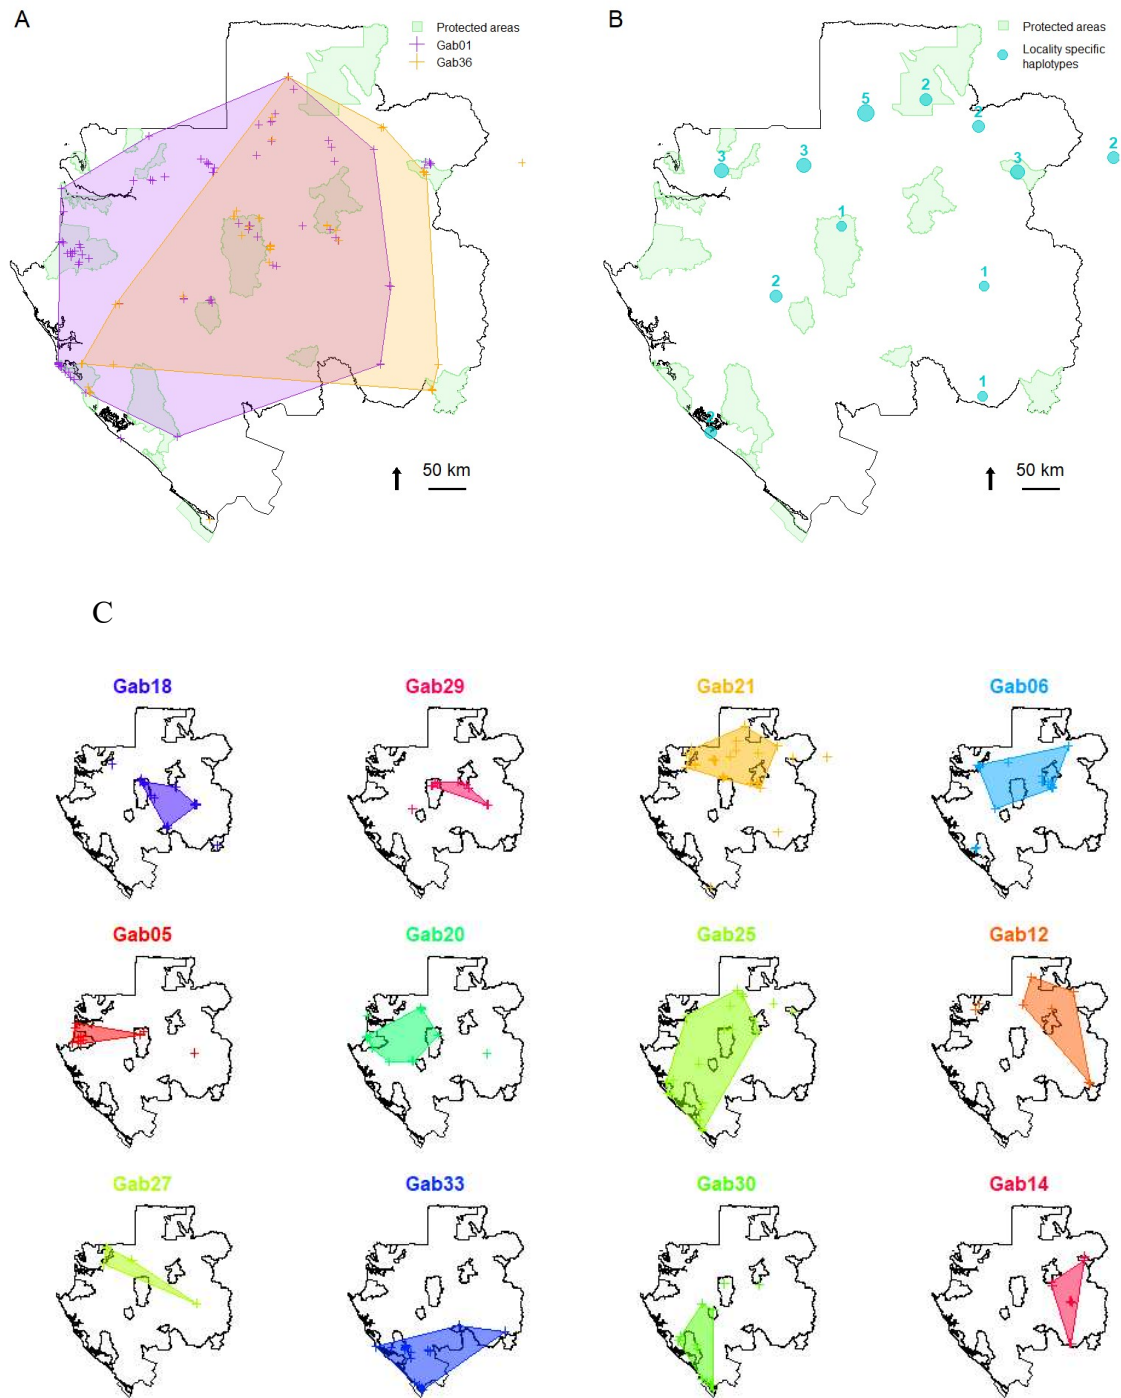 A
Protected areas
Gab01
Gab36
50 km
B
Protected areas
Locality specific
haplotypes
5
2
2
2
3
3
3
1
2
1
1
50 km
C
Gab18
Gab29
Gab21
Gab06
Gab05
Gab20
Gab25
Gab12
Gab27
Gab33
Gab30
Gab14